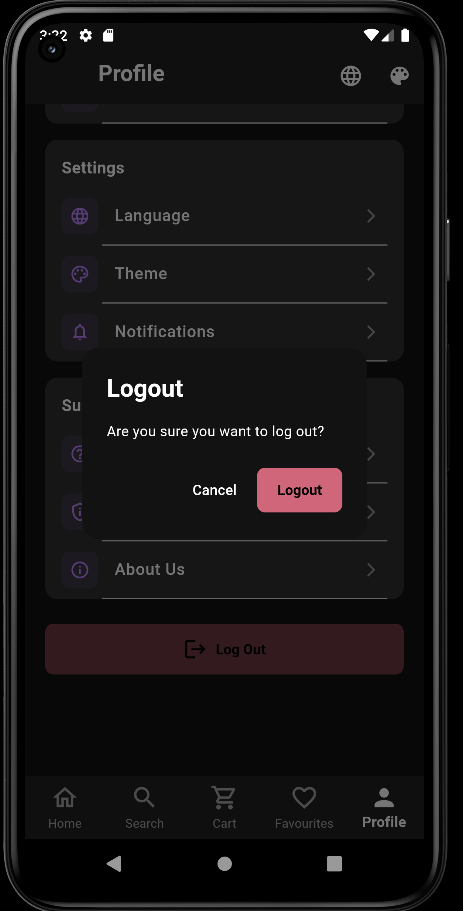 3:22
Profile
Settings
Language
Theme
Notifications
Su
Logout
Are you sure you want to log out?
Cancel
Logout
About Us
Log Out
Home
Search
Cart
Favourites
Profile